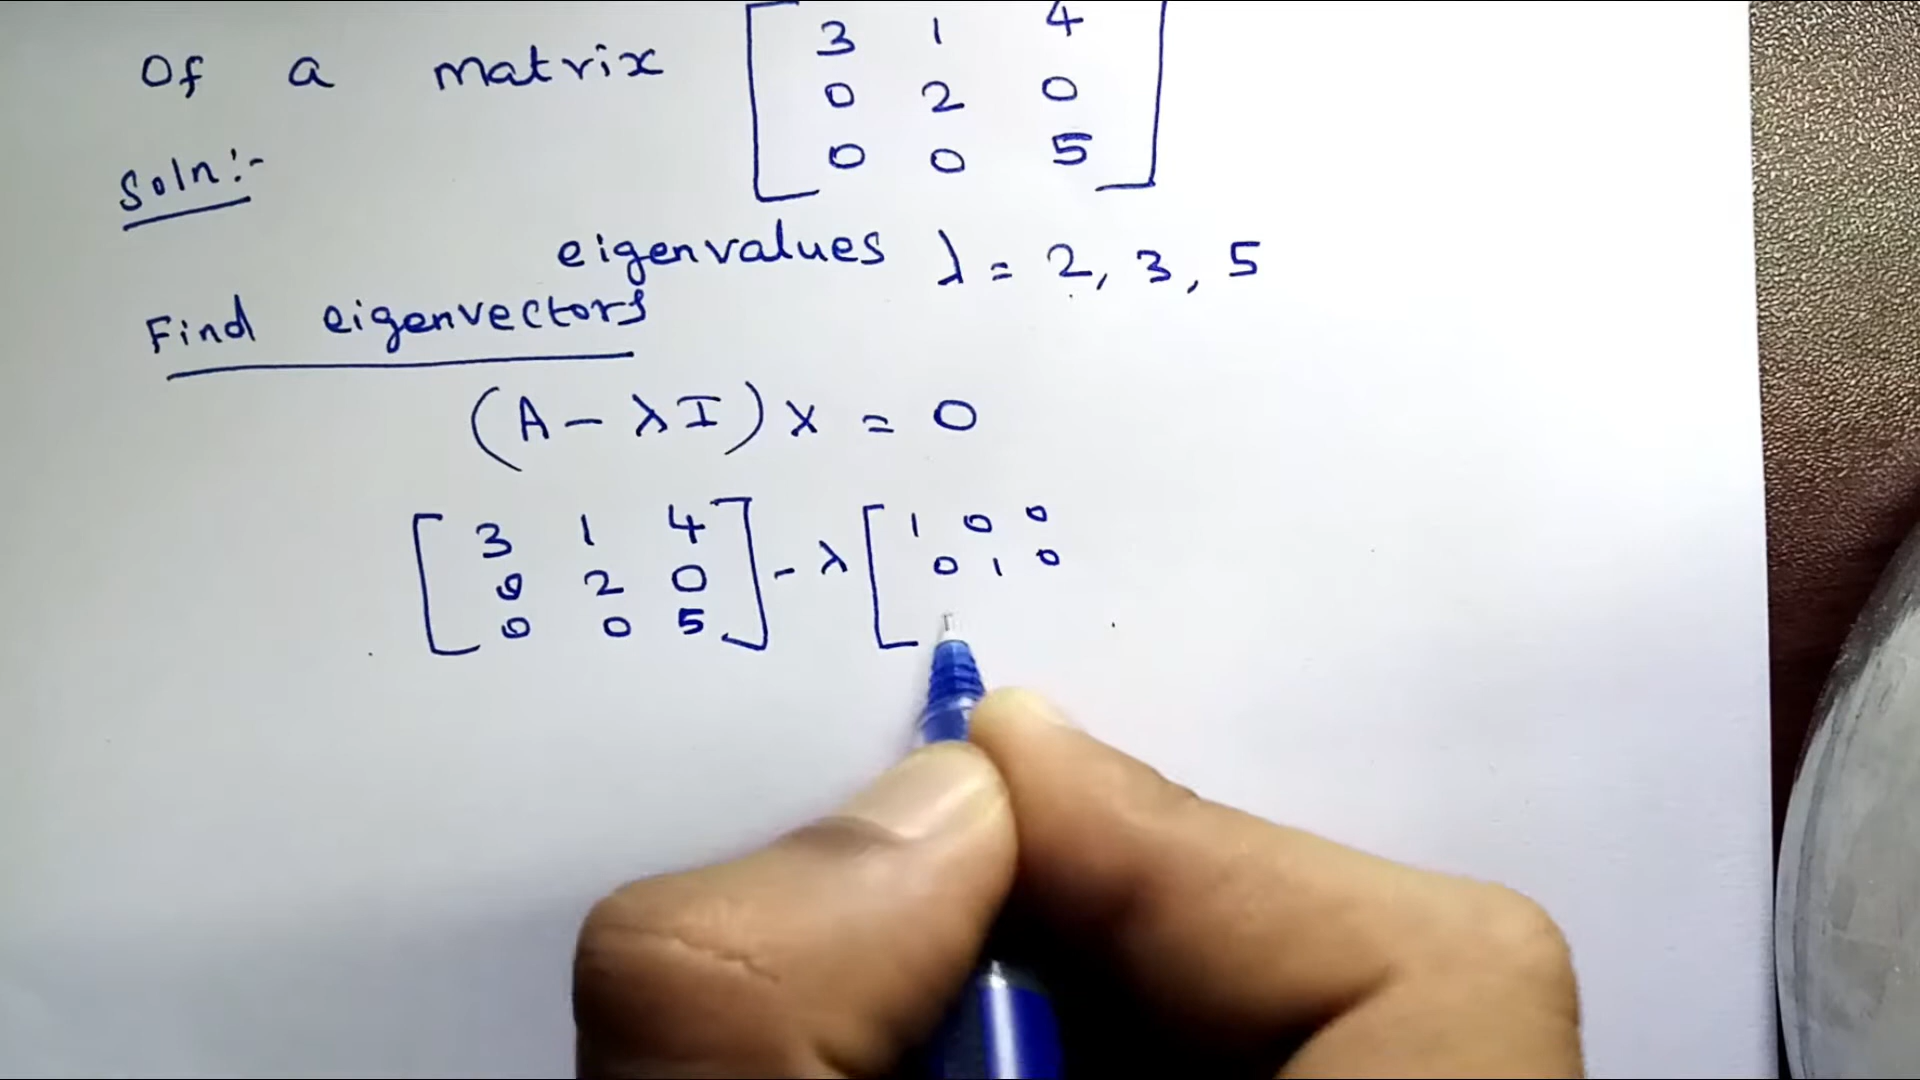 Of a matrix [ 3 1 4
0 2 0
0 0 5 ]
Soln:-
eigenvalues λ = 2, 3, 5
Find eigenvectors
(A - λI) x = 0
[ 3 1 4 ] - λ [ 1 0 0
0 2 0 0 1 0
0 0 5